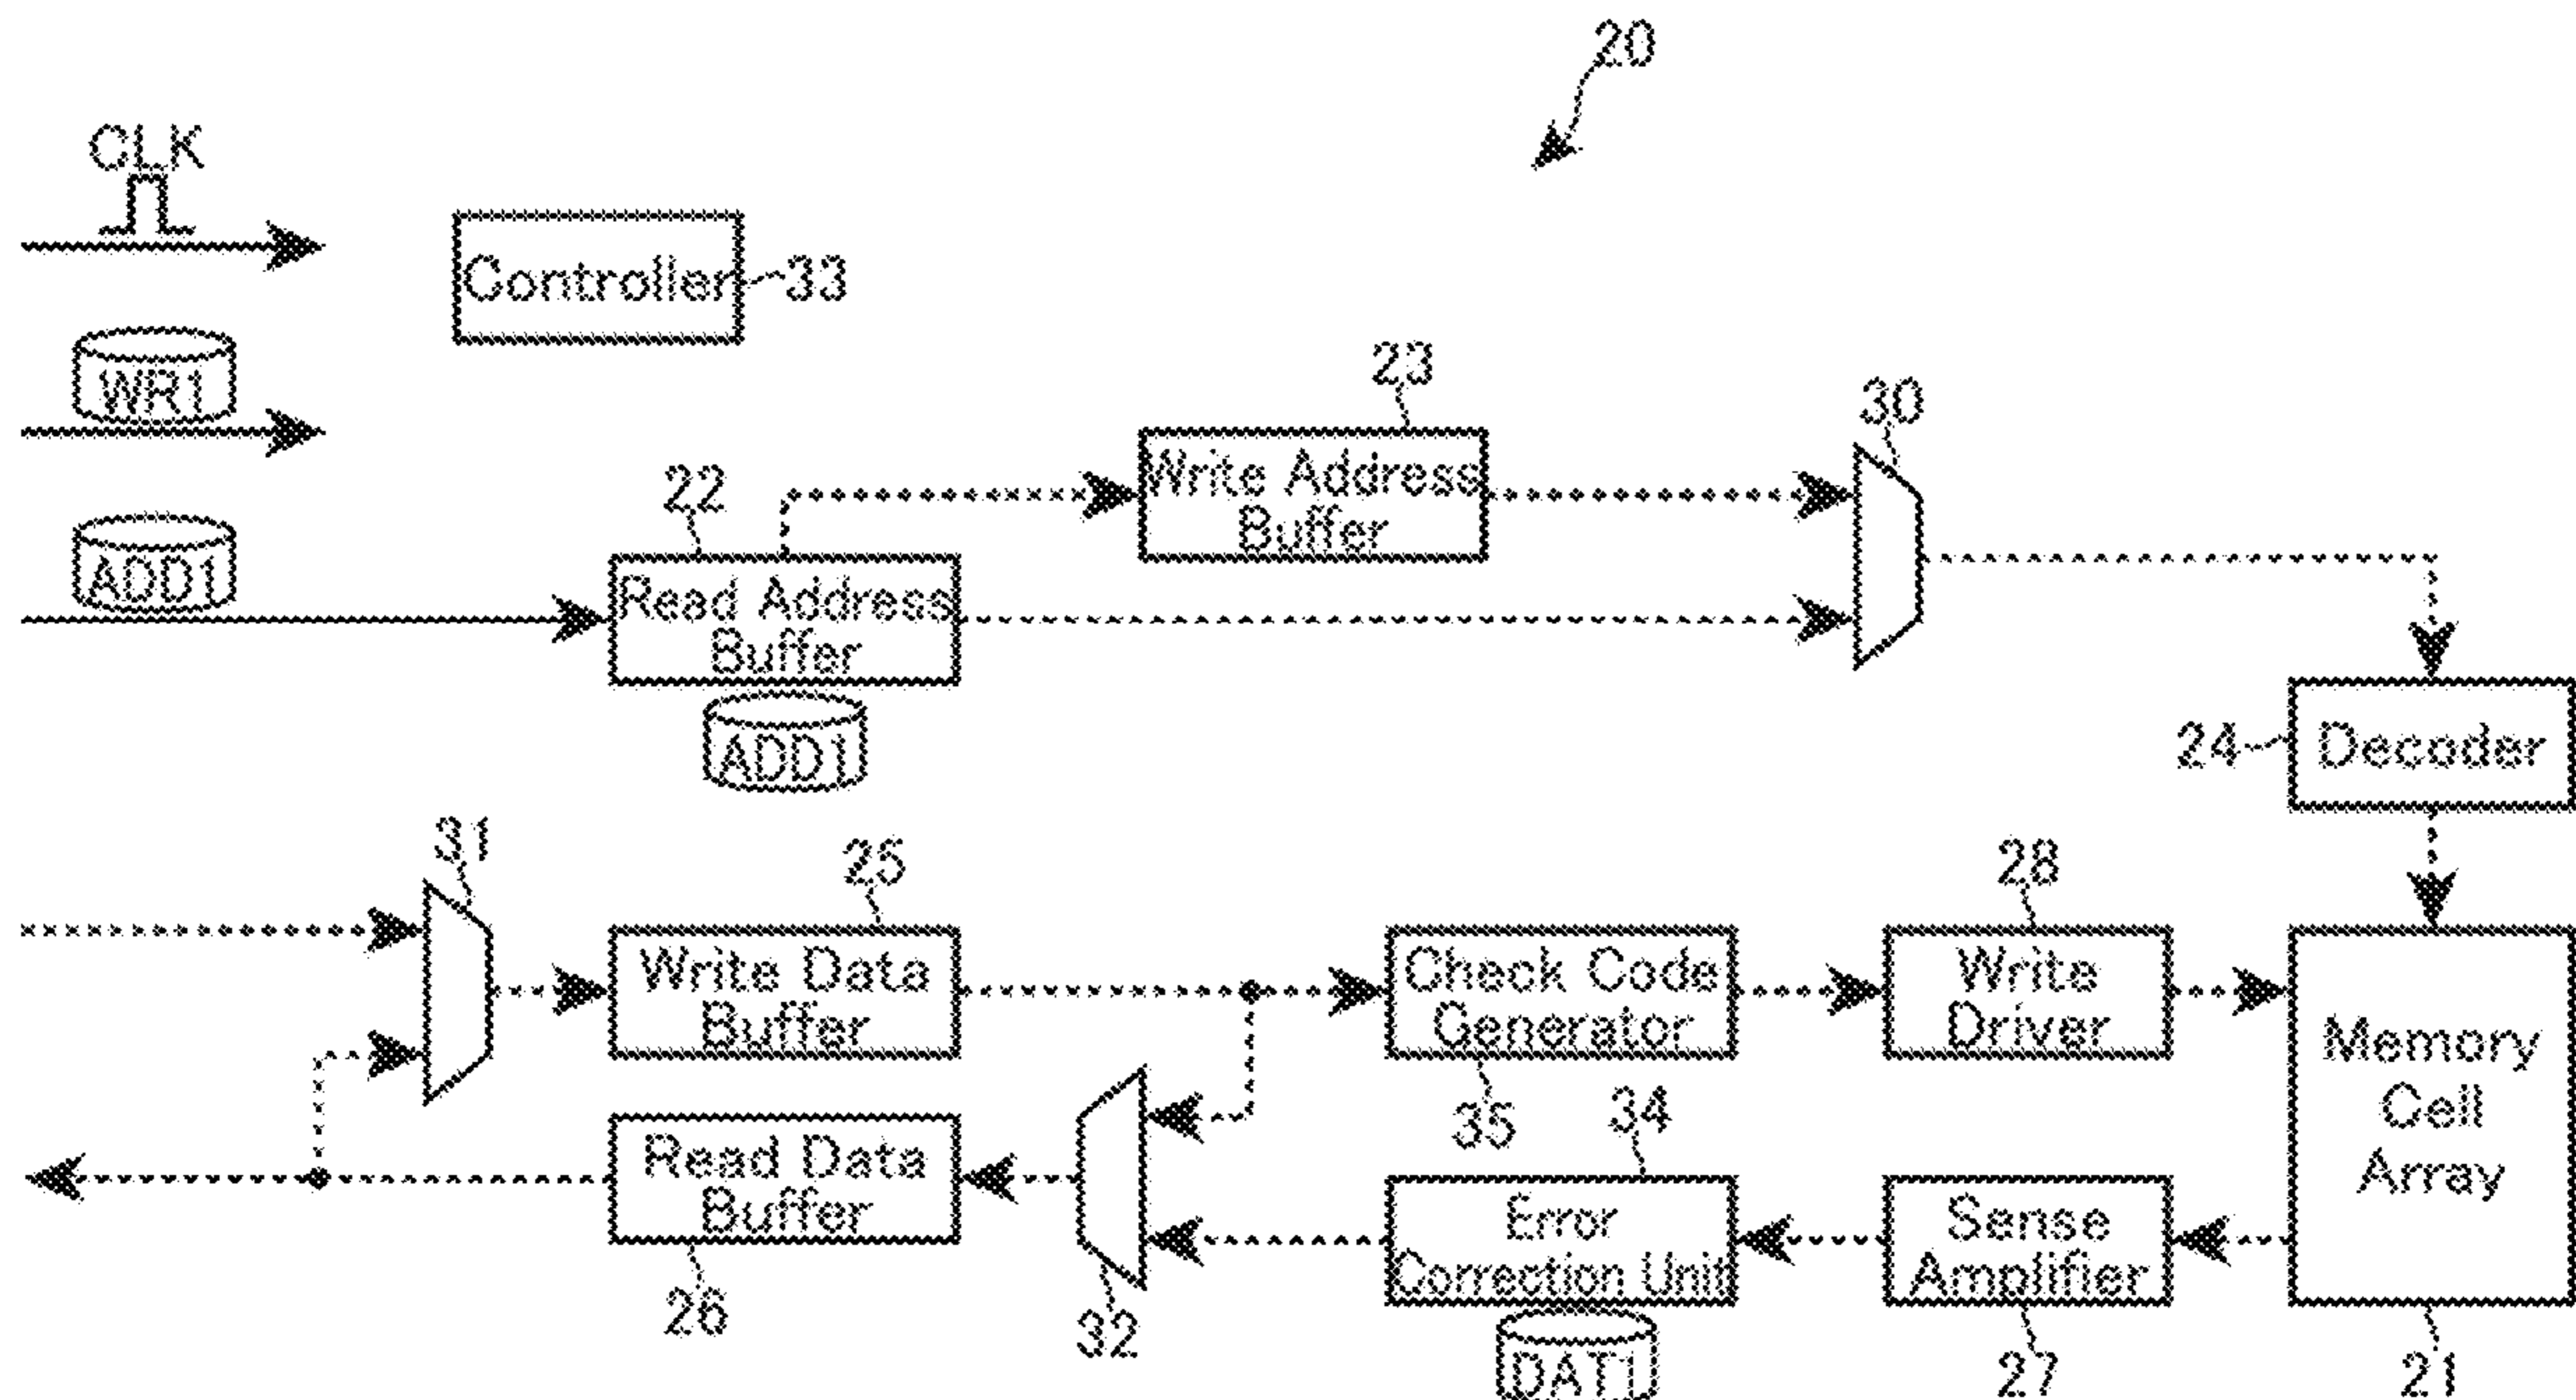 20
CLK
Controller
33
WR1
23
30
22
Write Address
Buffer
ADD1
Read Address
Buffer
ADD1
24
Decoder
31
25
28
Write Data
Buffer
Check Code
Generator
Write
Driver
Memory
Cell
Array
35
34
Read Data
Buffer
Error
Correction Unit
Sense
Amplifier
26
32
DAT1
27
21